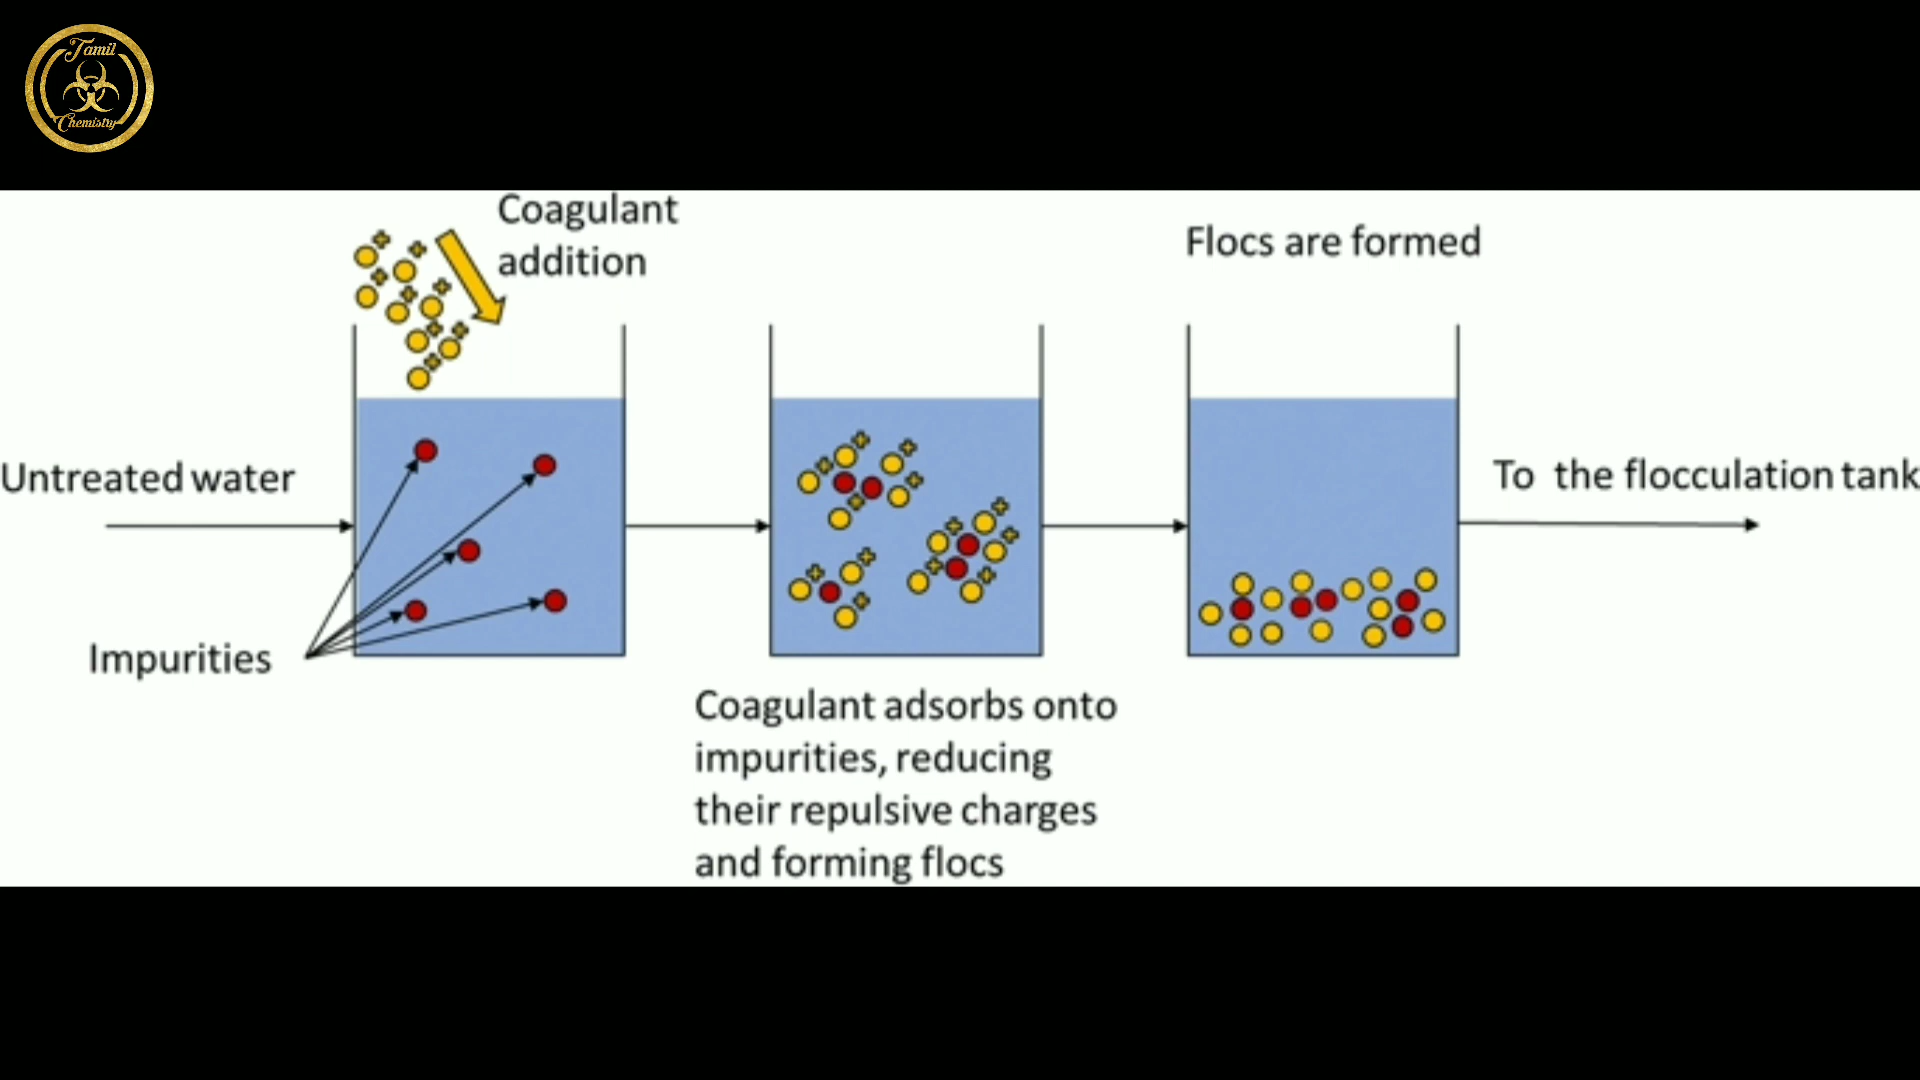 Tamil
Chemistry
Coagulant
addition
Flocs are formed
Untreated water
To the flocculation tank
Impurities
Coagulant adsorbs onto
impurities, reducing
their repulsive charges
and forming flocs